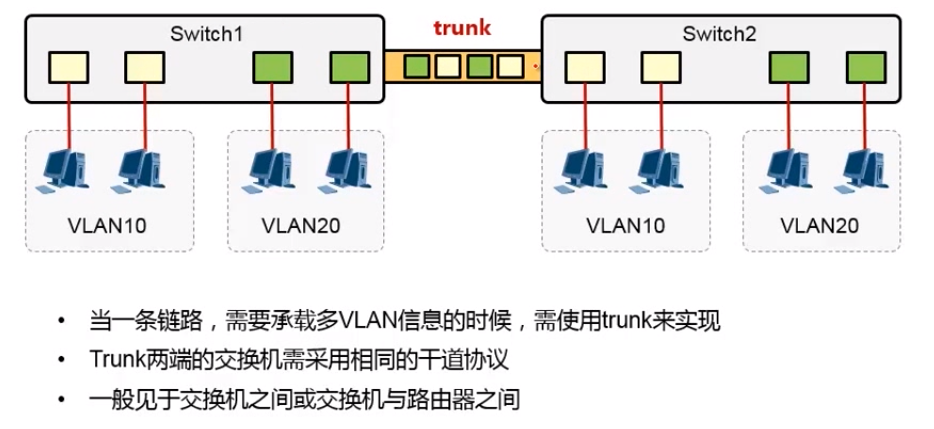 Switch1
trunk
Switch2
VLAN10
VLAN20
VLAN10
VLAN20
• 当一条链路，需要承载多VLAN信息的时候，需使用trunk来实现
• Trunk两端的交换机需采用相同的干道协议
• 一般见于交换机之间或交换机与路由器之间